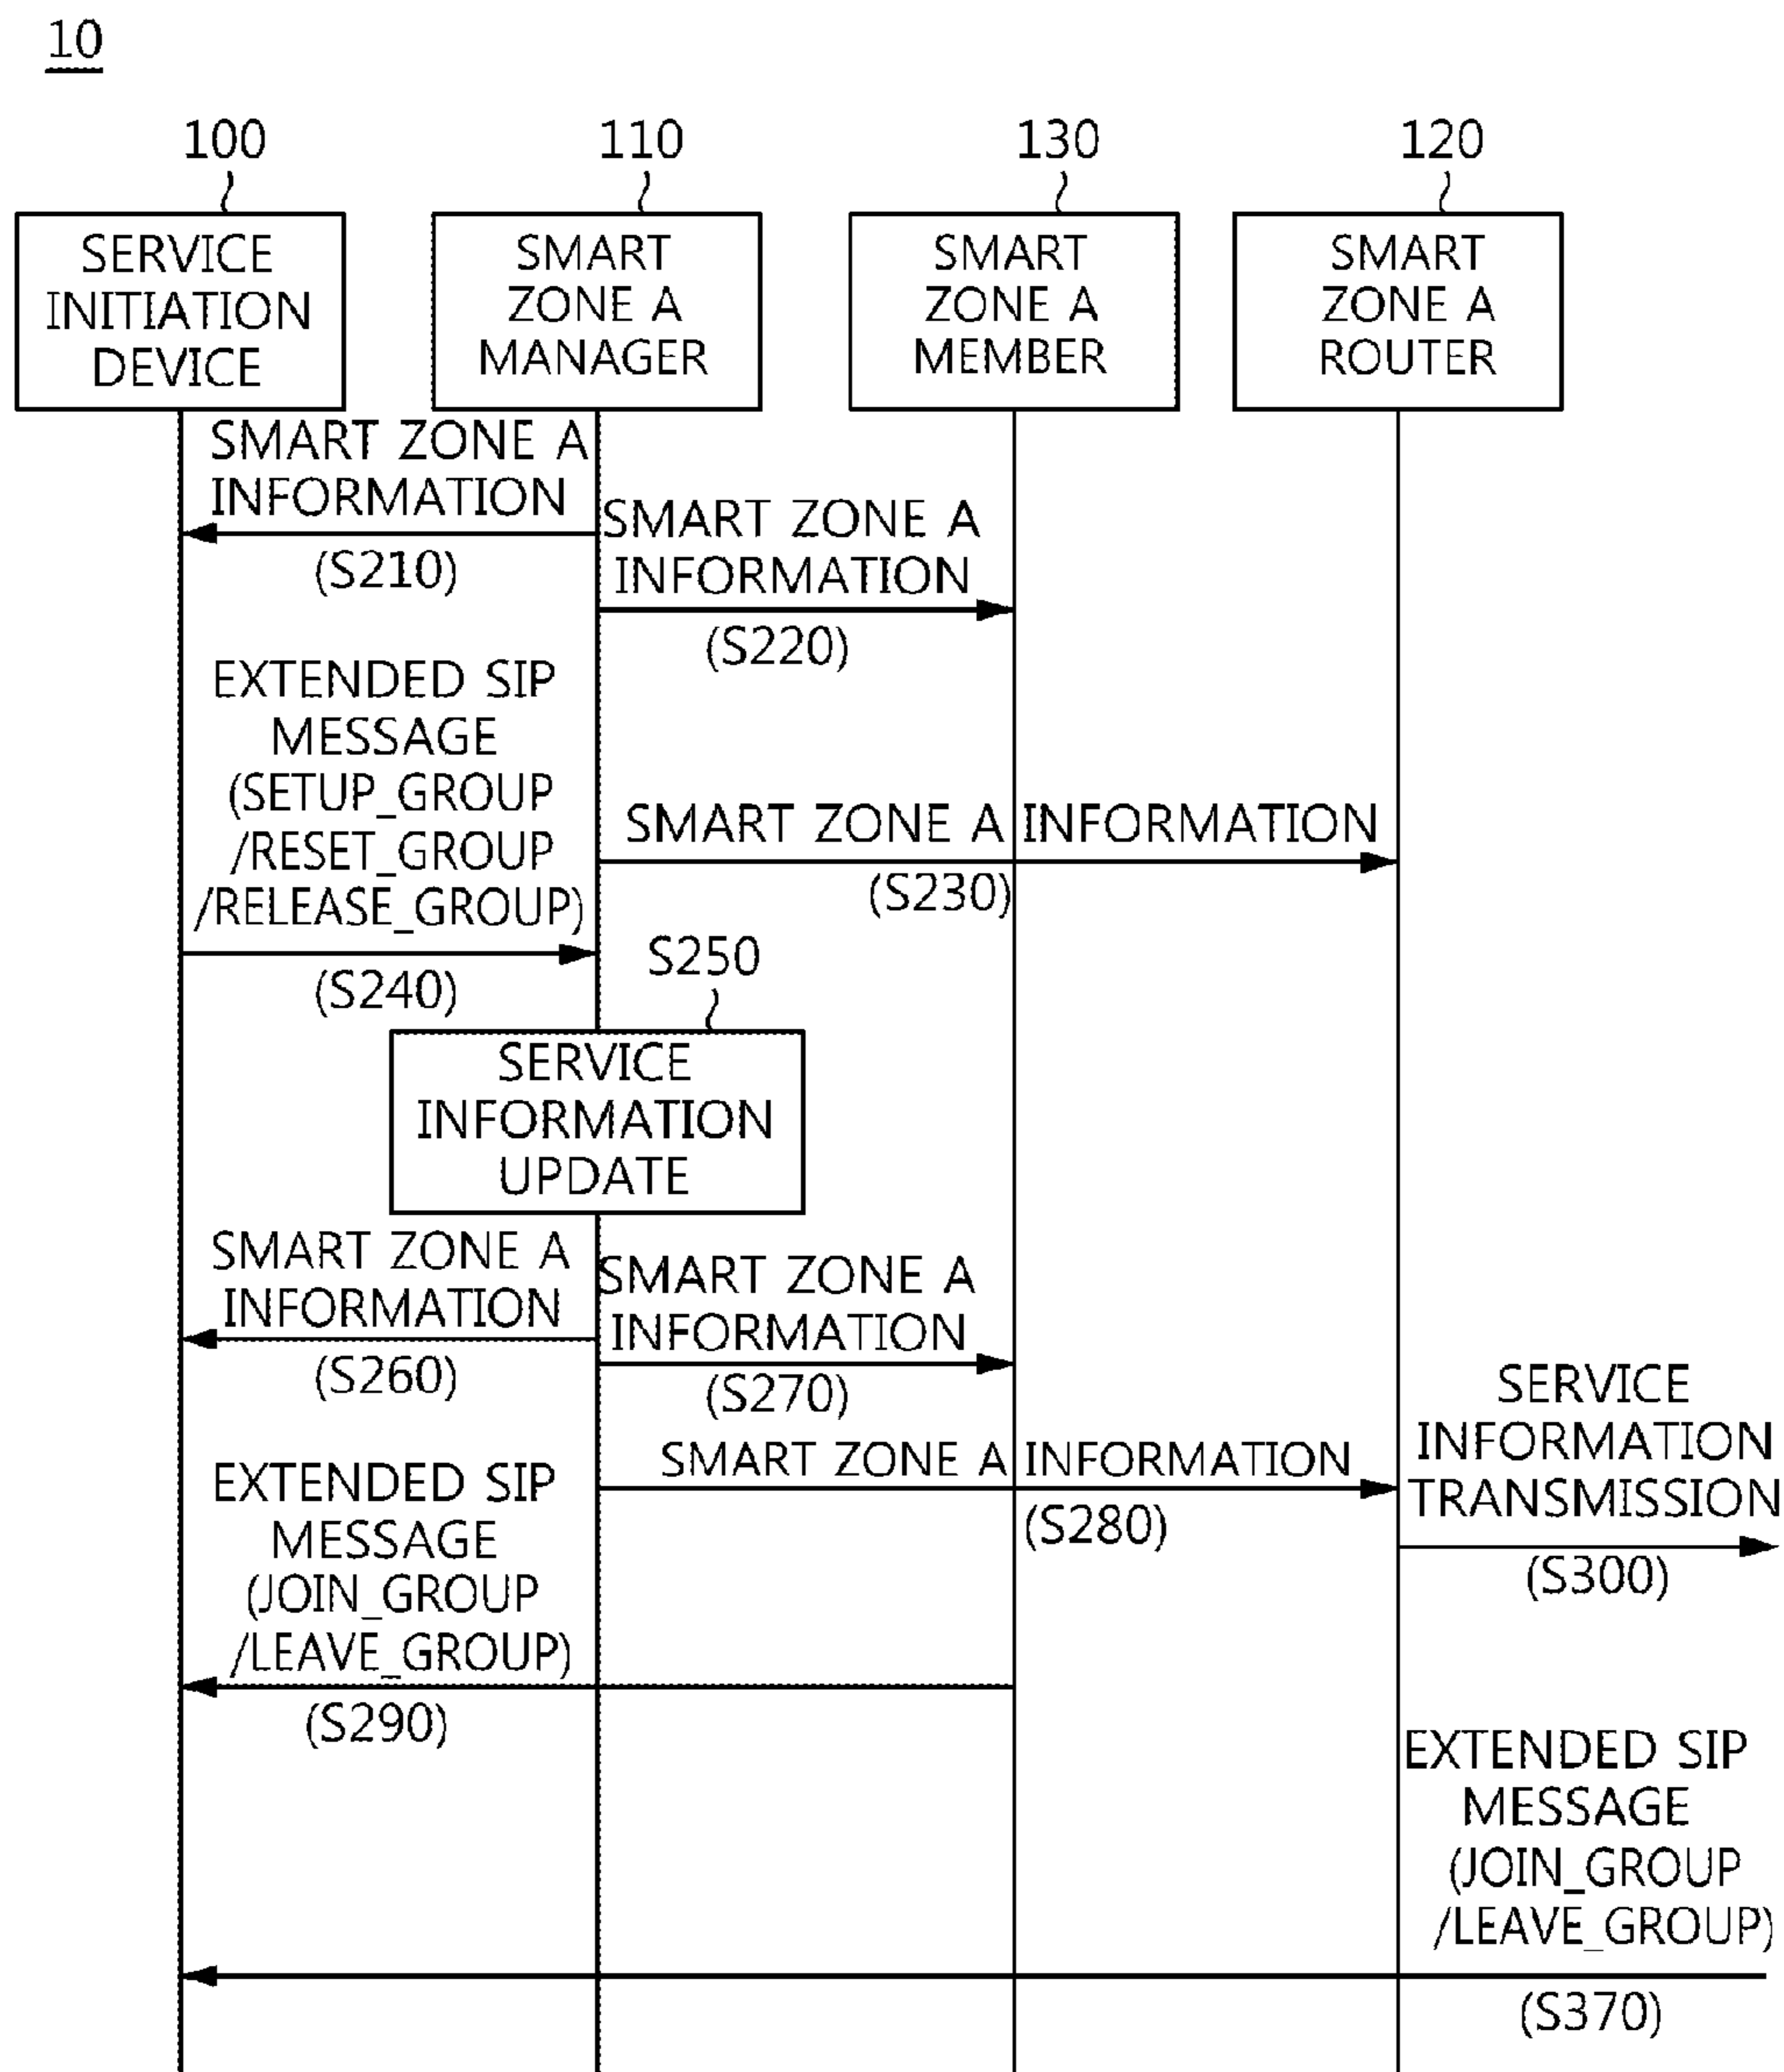 10
100
110
130
120
SERVICE
INITIATION
DEVICE
SMART
ZONE A
MANAGER
SMART
ZONE A
MEMBER
SMART
ZONE A
ROUTER
SMART ZONE A
INFORMATION
(S210)
SMART ZONE A
INFORMATION
(S220)
EXTENDED SIP
MESSAGE
(SETUP_GROUP
/RESET_GROUP
/RELEASE_GROUP)
(S240)
SMART ZONE A INFORMATION
(S230)
S250
SERVICE
INFORMATION
UPDATE
SMART ZONE A
INFORMATION
(S260)
SMART ZONE A
INFORMATION
(S270)
SMART ZONE A INFORMATION
(S280)
SERVICE
INFORMATION
TRANSMISSION
(S300)
EXTENDED SIP
MESSAGE
(JOIN_GROUP
/LEAVE_GROUP)
(S290)
EXTENDED SIP
MESSAGE
(JOIN_GROUP
/LEAVE_GROUP)
(S370)